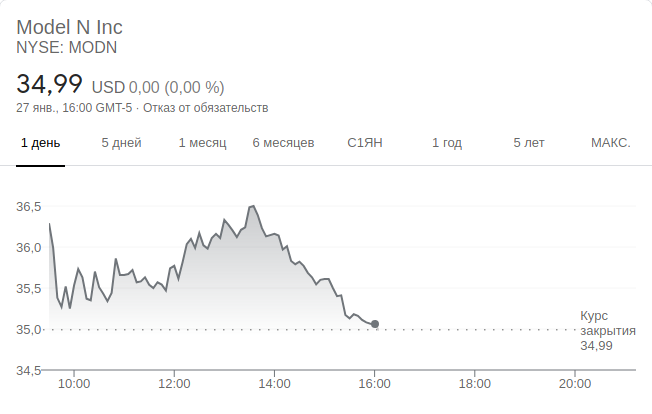 Model N Inc
NYSE: MODN
34,99 USD 0,00 (0,00 %)
27 янв., 16:00 GMT-5 · Отказ от обязательств
1 день 5 дней 1 месяц 6 месяцев С1ЯН 1 год 5 лет МАКС.
36,5
36,0
35,5
35,0
34,5
Курс
закрытия
34,99
10:00 12:00 14:00 16:00 18:00 20:00